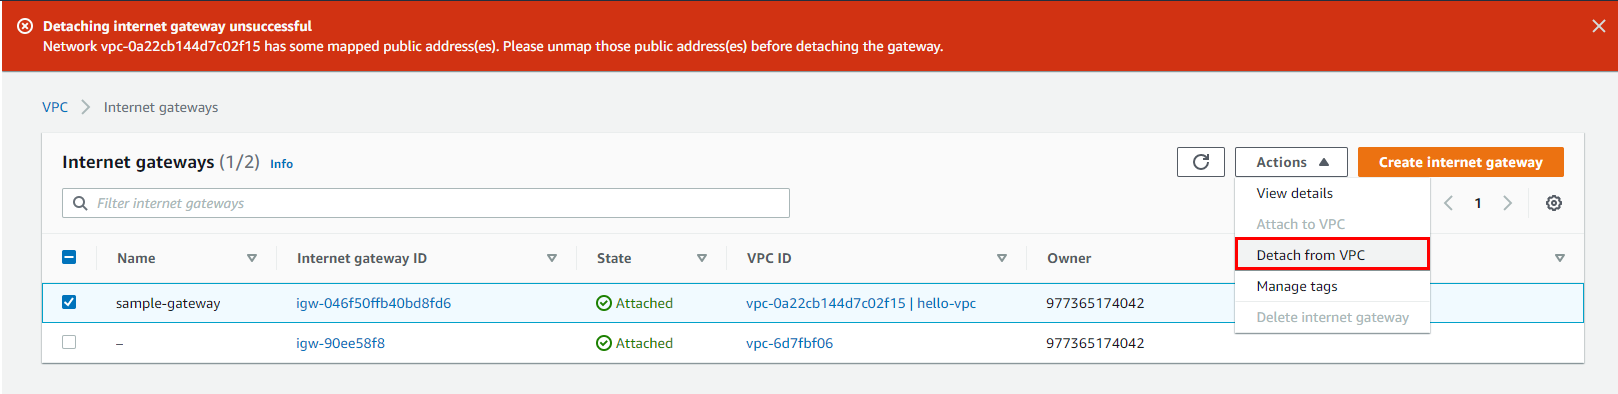 Detaching internet gateway unsuccessful
Network vpc-0a22cb144d7c02f15 has some mapped public address(es). Please unmap those public address(es) before detaching the gateway.
VPC Internet gateways
Internet gateways (1/2) Info
Actions
Create internet gateway
Filter internet gateways
View details
1
Attach to VPC
Detach from VPC
Manage tags
Delete internet gateway
Name Internet gateway ID State VPC ID Owner
sample-gateway igw-046f50ffb40bd8fd6 Attached vpc-0a22cb144d7c02f15 | hello-vpc 977365174042
– igw-90ee58f8 Attached vpc-6d7fbf06 977365174042